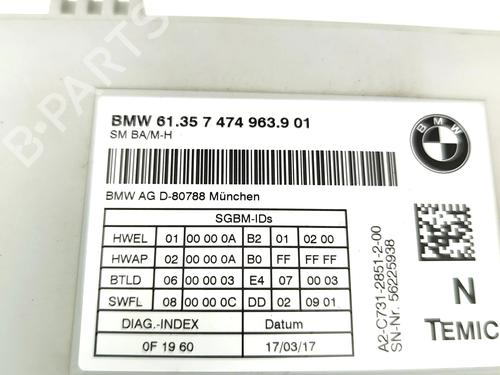 BMW 61.35 7 474 963.9 01
SM BA/M-H
BMW
BMW AG D-80788 München
SGBM-IDs
HWEL 01 00 00 0A B2 01 02 00
HWAP 02 00 00 0A B0 FF FF FF
BTLD 06 00 00 03 E4 07 00 03
SWFL 08 00 00 0C DD 02 09 01
DIAG.-INDEX Datum
0F 19 60 17/03/17
A2-C731-2851-2-00
SN-Nr. 56225938
N
TEMIC
B-PARTS